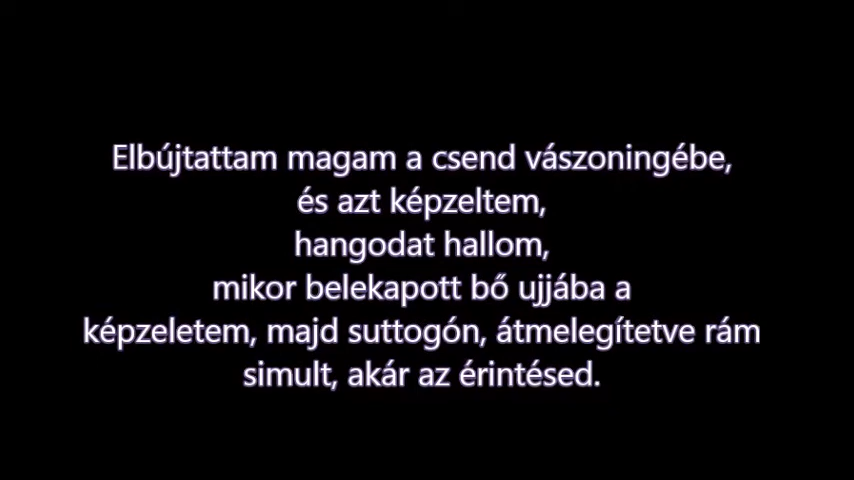 Elbújtattam magam a csend vászoningébe,
és azt képzeltem,
hangodat hallom,
mikor belekapott bő ujjába a
képzeletem, majd suttogón, átmelegítetve rám
simult, akár az érintésed.